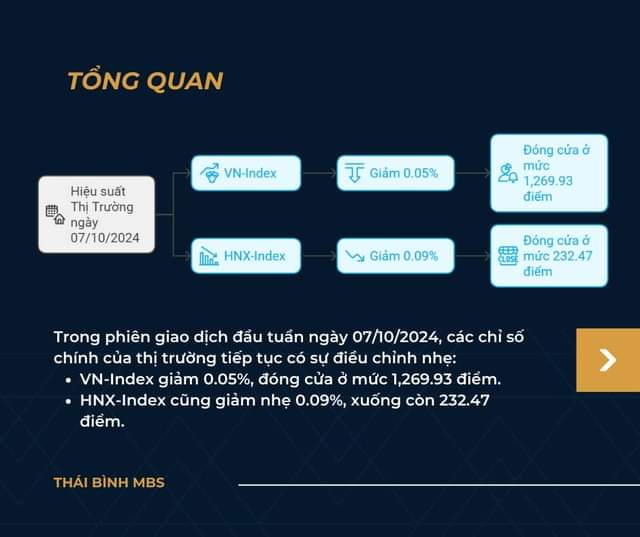 TỔNG QUAN
Hiệu suất
Thị Trường
ngày
07/10/2024
VN-Index
Giảm 0.05%
Đóng cửa ở
mức
1,269.93
điểm
HNX-Index
Giảm 0.09%
CLOSE
Đóng cửa ở
mức 232.47
điểm
Trong phiên giao dịch đầu tuần ngày 07/10/2024, các chỉ số
chính của thị trường tiếp tục có sự điều chỉnh nhẹ:
• VN-Index giảm 0.05%, đóng cửa ở mức 1,269.93 điểm.
• HNX-Index cũng giảm nhẹ 0.09%, xuống còn 232.47
điểm.
THÁI BÌNH MBS